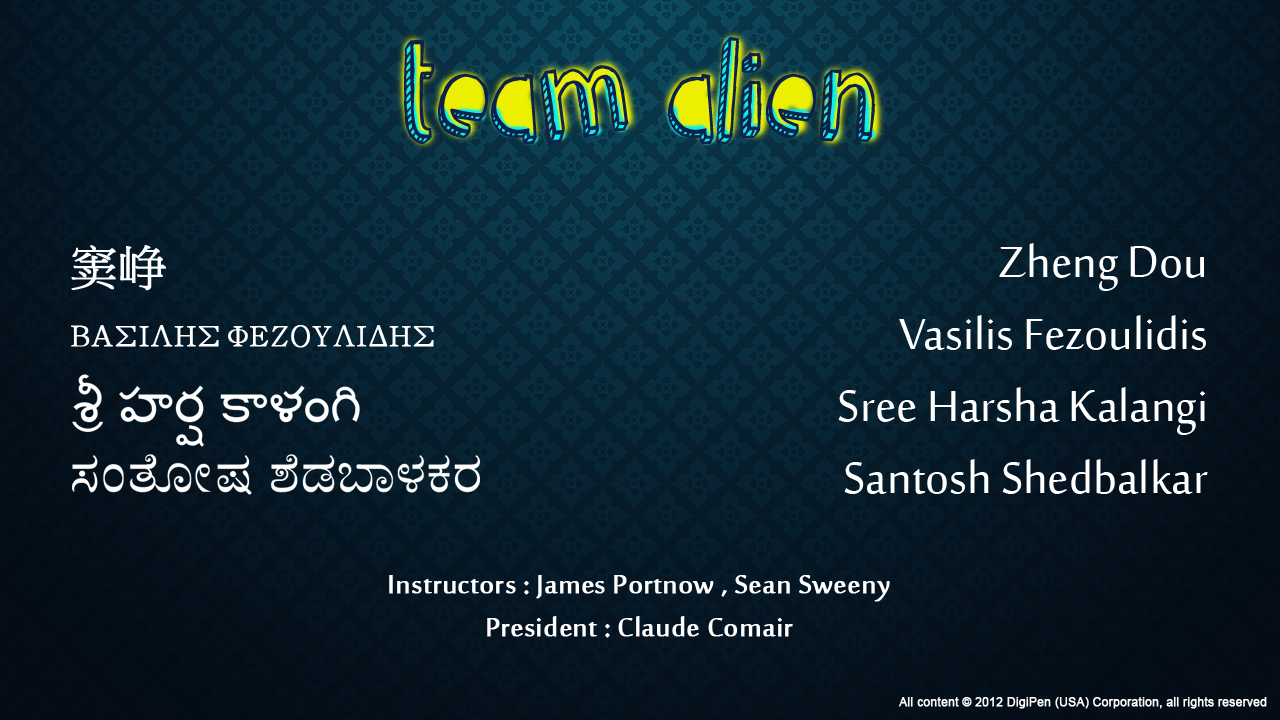 team alien
窦峥 Zheng Dou
ΒΑΣΙΛΗΣ ΦΕΖΟΥΛΙΔΗΣ Vasilis Fezoulidis
ಶ್ರೀ ಹರ್ಷ ಕಾಳಂಗಿ Sree Harsha Kalangi
ಸಂತೋಷ ಶೆಡಬಾಳಕರ Santosh Shedbalkar
Instructors : James Portnow , Sean Sweeny
President : Claude Comair
All content © 2012 DigiPen (USA) Corporation, all rights reserved